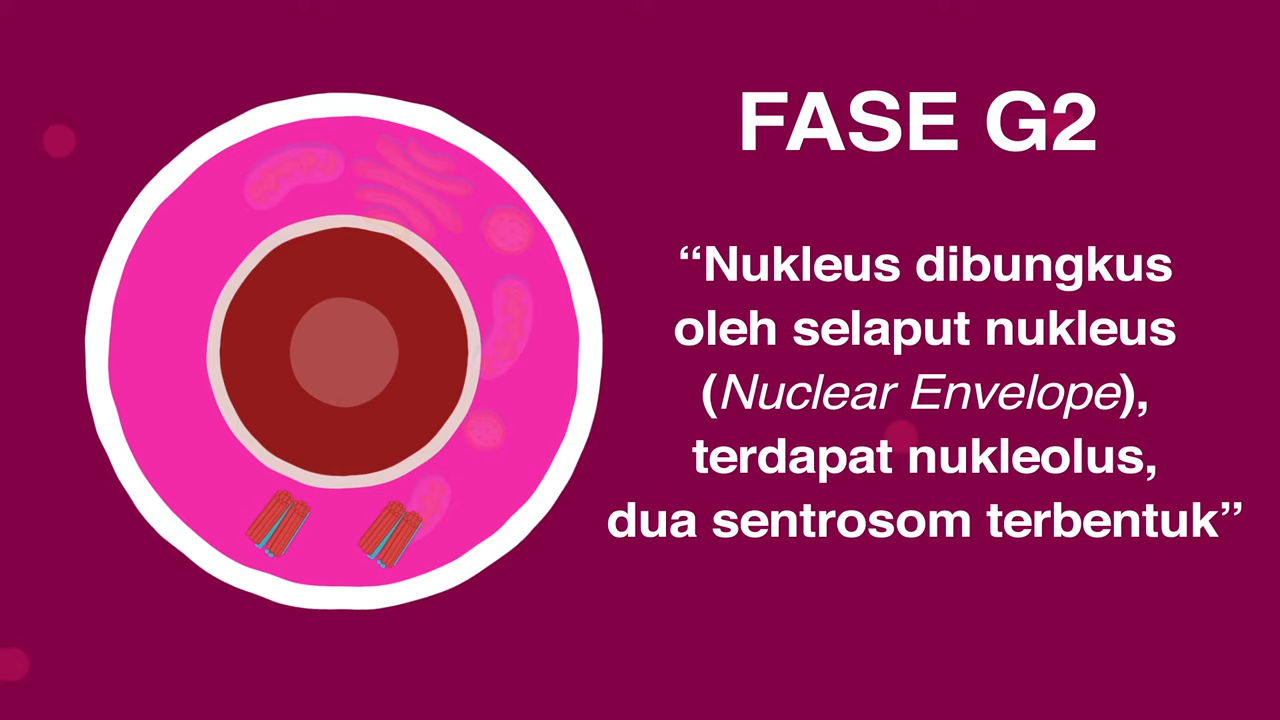 FASE G2
“Nukleus dibungkus
oleh selaput nukleus
(Nuclear Envelope),
terdapat nukleolus,
dua sentrosom terbentuk”